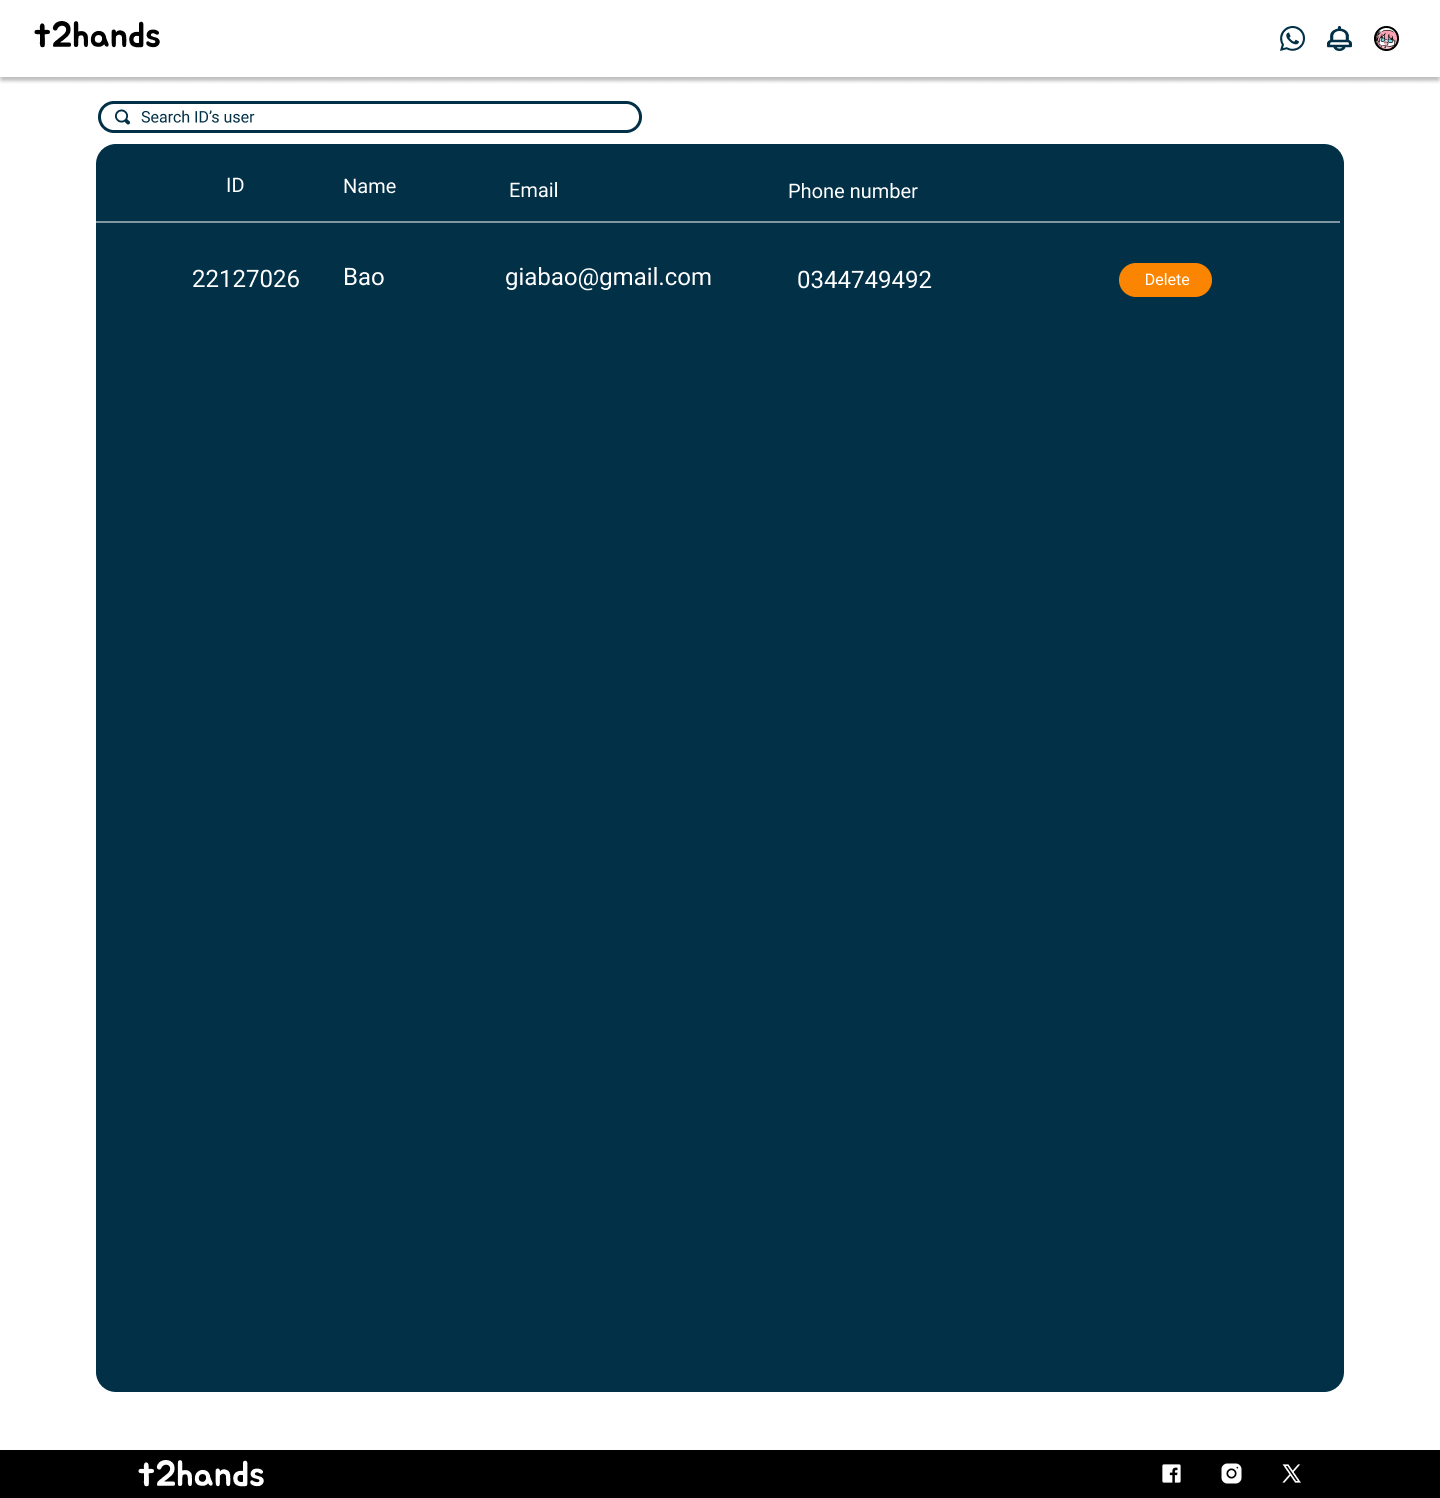 t2hands
Search ID’s user
ID Name Email Phone number
22127026 Bao giabao@gmail.com 0344749492 Delete
t2hands